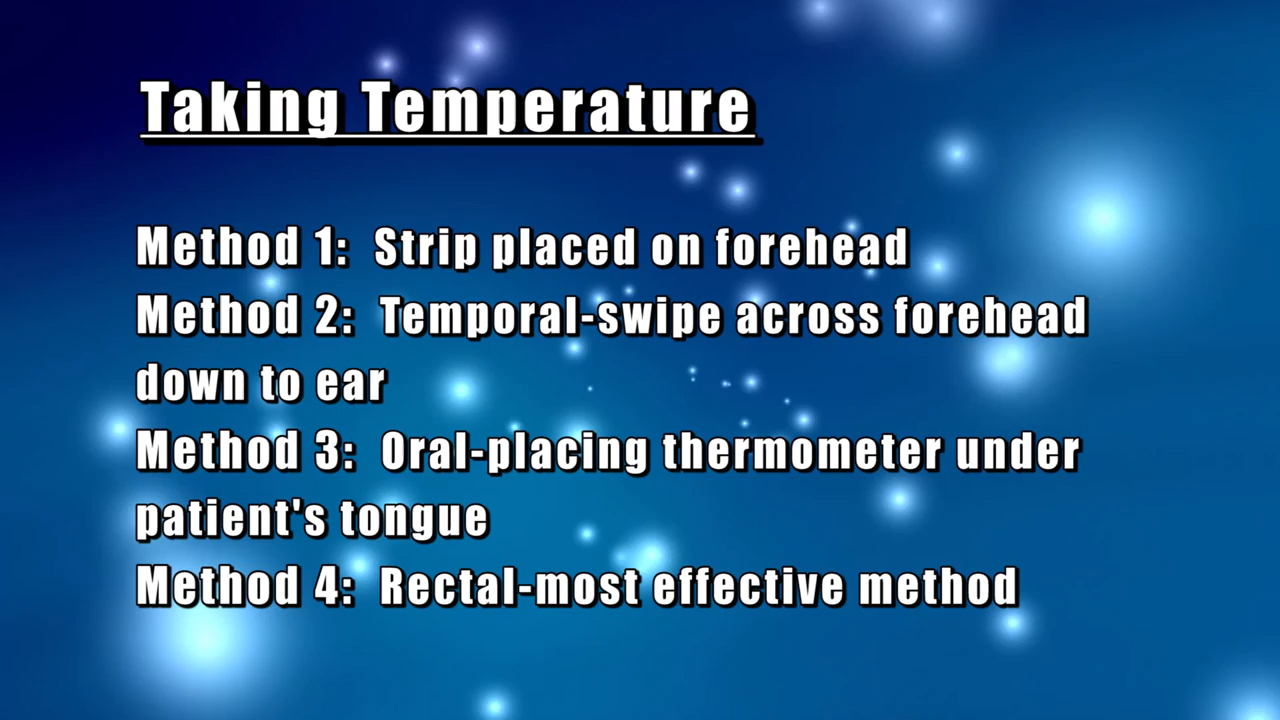 Taking Temperature
Method 1: Strip placed on forehead
Method 2: Temporal-swipe across forehead
down to ear
Method 3: Oral-placing thermometer under
patient's tongue
Method 4: Rectal-most effective method